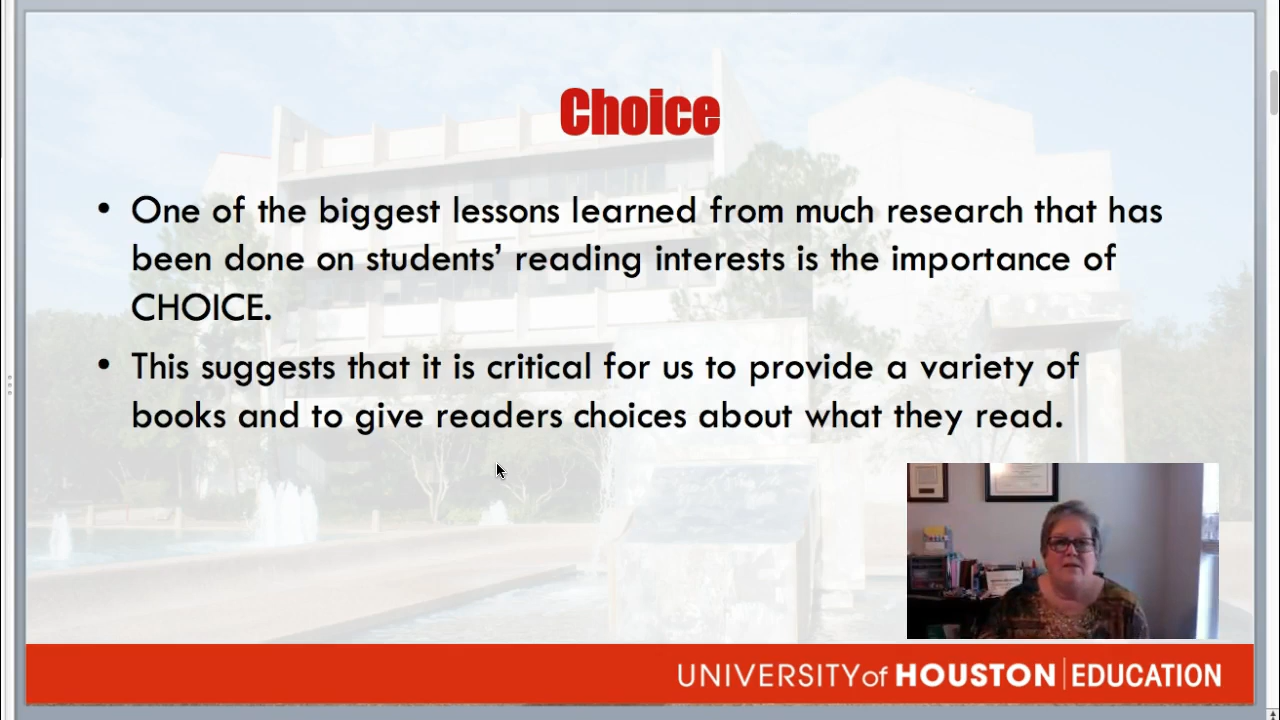 Choice
• One of the biggest lessons learned from much research that has
been done on students’ reading interests is the importance of
CHOICE.
• This suggests that it is critical for us to provide a variety of
books and to give readers choices about what they read.
UNIVERSITY of HOUSTON | EDUCATION